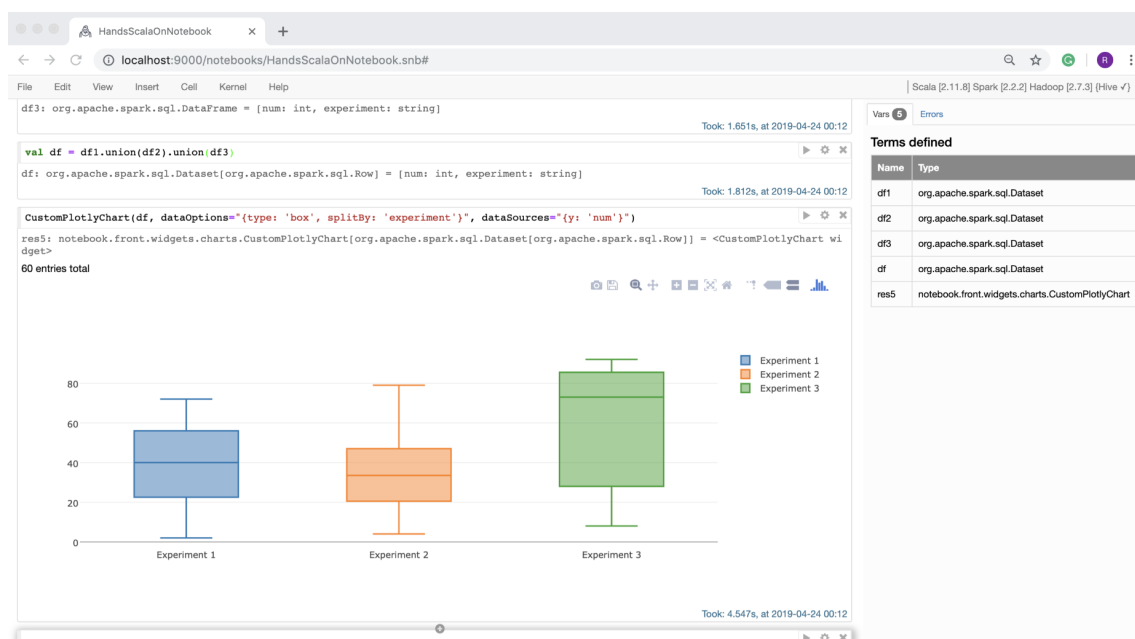 HandsScalaOnNotebook
localhost:9000/notebooks/HandsScalaOnNotebook.snb#
R
File Edit View Insert Cell Kernel Help
Scala [2.11.8] Spark [2.2.2] Hadoop [2.7.3] {Hive ✓}
df3: org.apache.spark.sql.DataFrame = [num: int, experiment: string]
Took: 1.651s, at 2019-04-24 00:12
val df = df1.union(df2).union(df3)
df: org.apache.spark.sql.Dataset[org.apache.spark.sql.Row] = [num: int, experiment: string]
Took: 1.812s, at 2019-04-24 00:12
CustomPlotlyChart(df, dataOptions="{type: 'box', splitBy: 'experiment'}", dataSources="{y: 'num'}")
res5: notebook.front.widgets.charts.CustomPlotlyChart[org.apache.spark.sql.Dataset[org.apache.spark.sql.Row]] = <CustomPlotlyChart wi
dget>
60 entries total
80
60
40
20
0
Experiment 1 Experiment 2 Experiment 3
Experiment 1
Experiment 2
Experiment 3
Took: 4.547s, at 2019-04-24 00:12
Vars 5 Errors
Terms defined
Name Type
df1 org.apache.spark.sql.Dataset
df2 org.apache.spark.sql.Dataset
df3 org.apache.spark.sql.Dataset
df org.apache.spark.sql.Dataset
res5 notebook.front.widgets.charts.CustomPlotlyChart